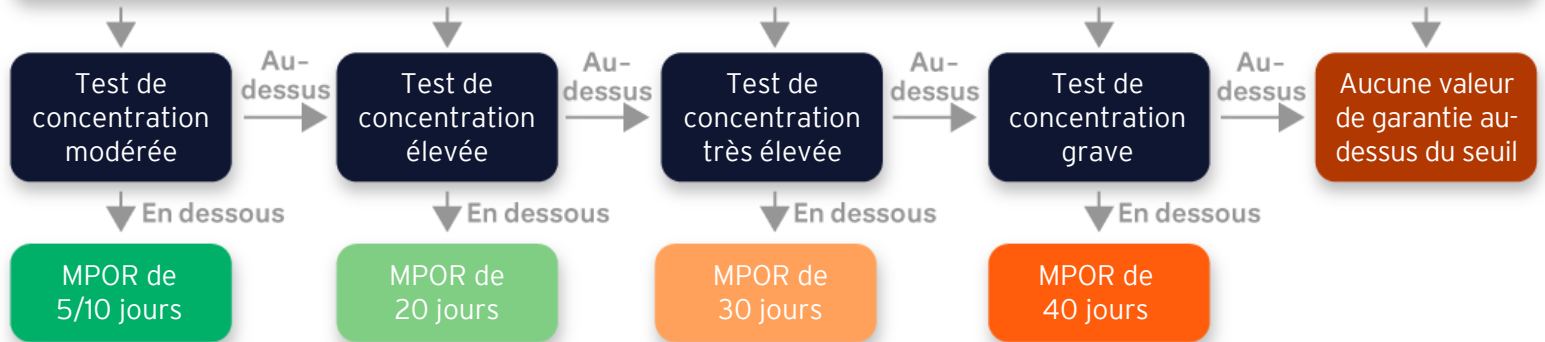 Test de
concentration
modérée
Au-
dessus
Test de
concentration
élevée
Au-
dessus
Test de
concentration
très élevée
Au-
dessus
Test de
concentration
grave
Au-
dessus
Aucune valeur
de garantie au-
dessus du seuil
En dessous
En dessous
En dessous
En dessous
MPOR de
5/10 jours
MPOR de
20 jours
MPOR de
30 jours
MPOR de
40 jours